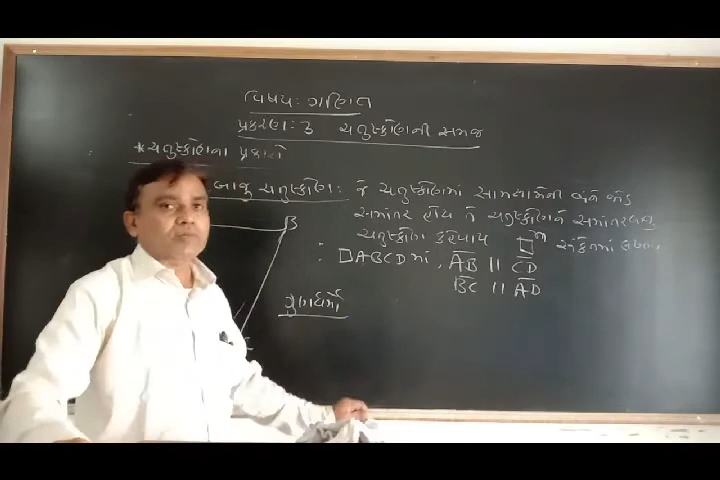 વિષય: ગણિત
પ્રકરણ: 3 ચતુષ્કોણની સમજ
*ચતુષ્કોણના પ્રકારો
બાજુ ચતુષ્કોણ: જે ચતુષ્કોણમાં સામસામેની બંને જોડ
સમાંતર હોય તે ચતુષ્કોણને સમાંતરબાજુ
ચતુષ્કોણ કહેવાય
B
∴ □ABCD માં, AB || CD
BC || AD
ગુણધર્મો